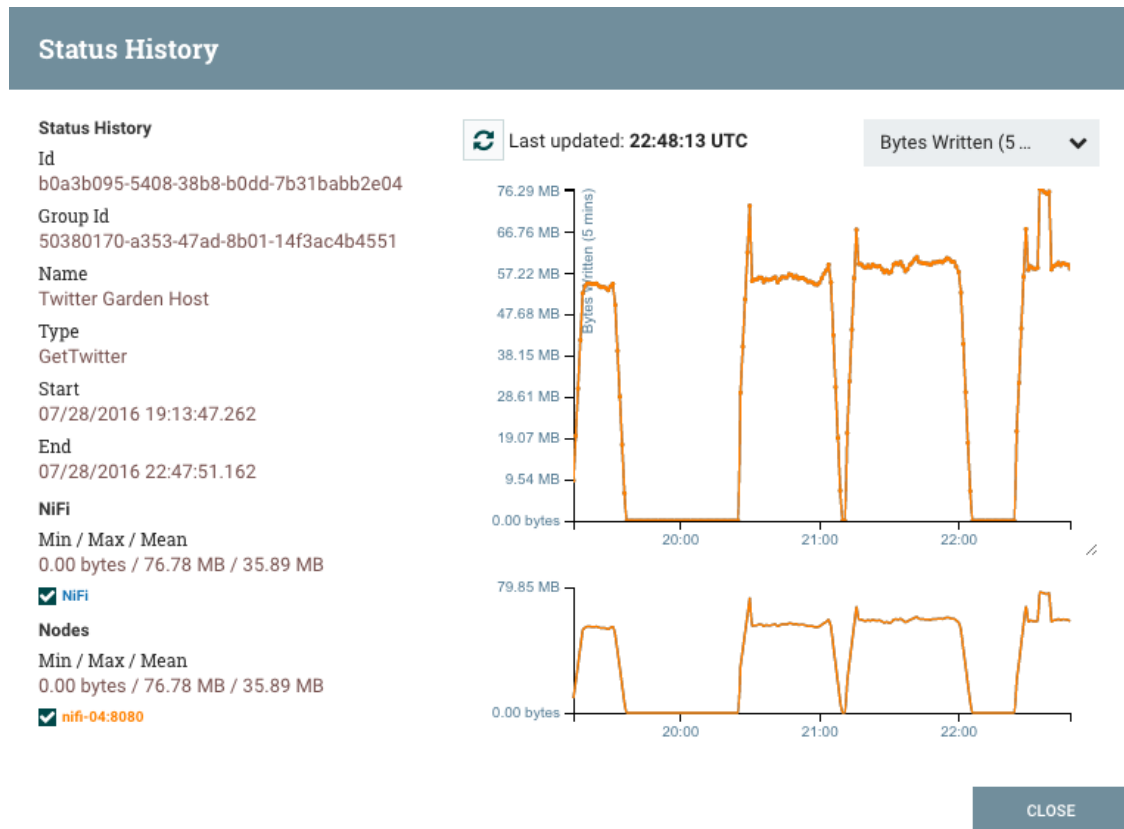 Status History
Status History
Id
b0a3b095-5408-38b8-b0dd-7b31babb2e04
Group Id
50380170-a353-47ad-8b01-14f3ac4b4551
Name
Twitter Garden Host
Type
GetTwitter
Start
07/28/2016 19:13:47.262
End
07/28/2016 22:47:51.162
NiFi
Min / Max / Mean
0.00 bytes / 76.78 MB / 35.89 MB
NiFi
Nodes
Min / Max / Mean
0.00 bytes / 76.78 MB / 35.89 MB
nifi-04:8080
Last updated: 22:48:13 UTC
Bytes Written (5 ...
76.29 MB
66.76 MB
57.22 MB
47.68 MB
38.15 MB
28.61 MB
19.07 MB
9.54 MB
0.00 bytes
Bytes Written (5 mins)
20:00 21:00 22:00
79.85 MB
0.00 bytes
20:00 21:00 22:00
CLOSE